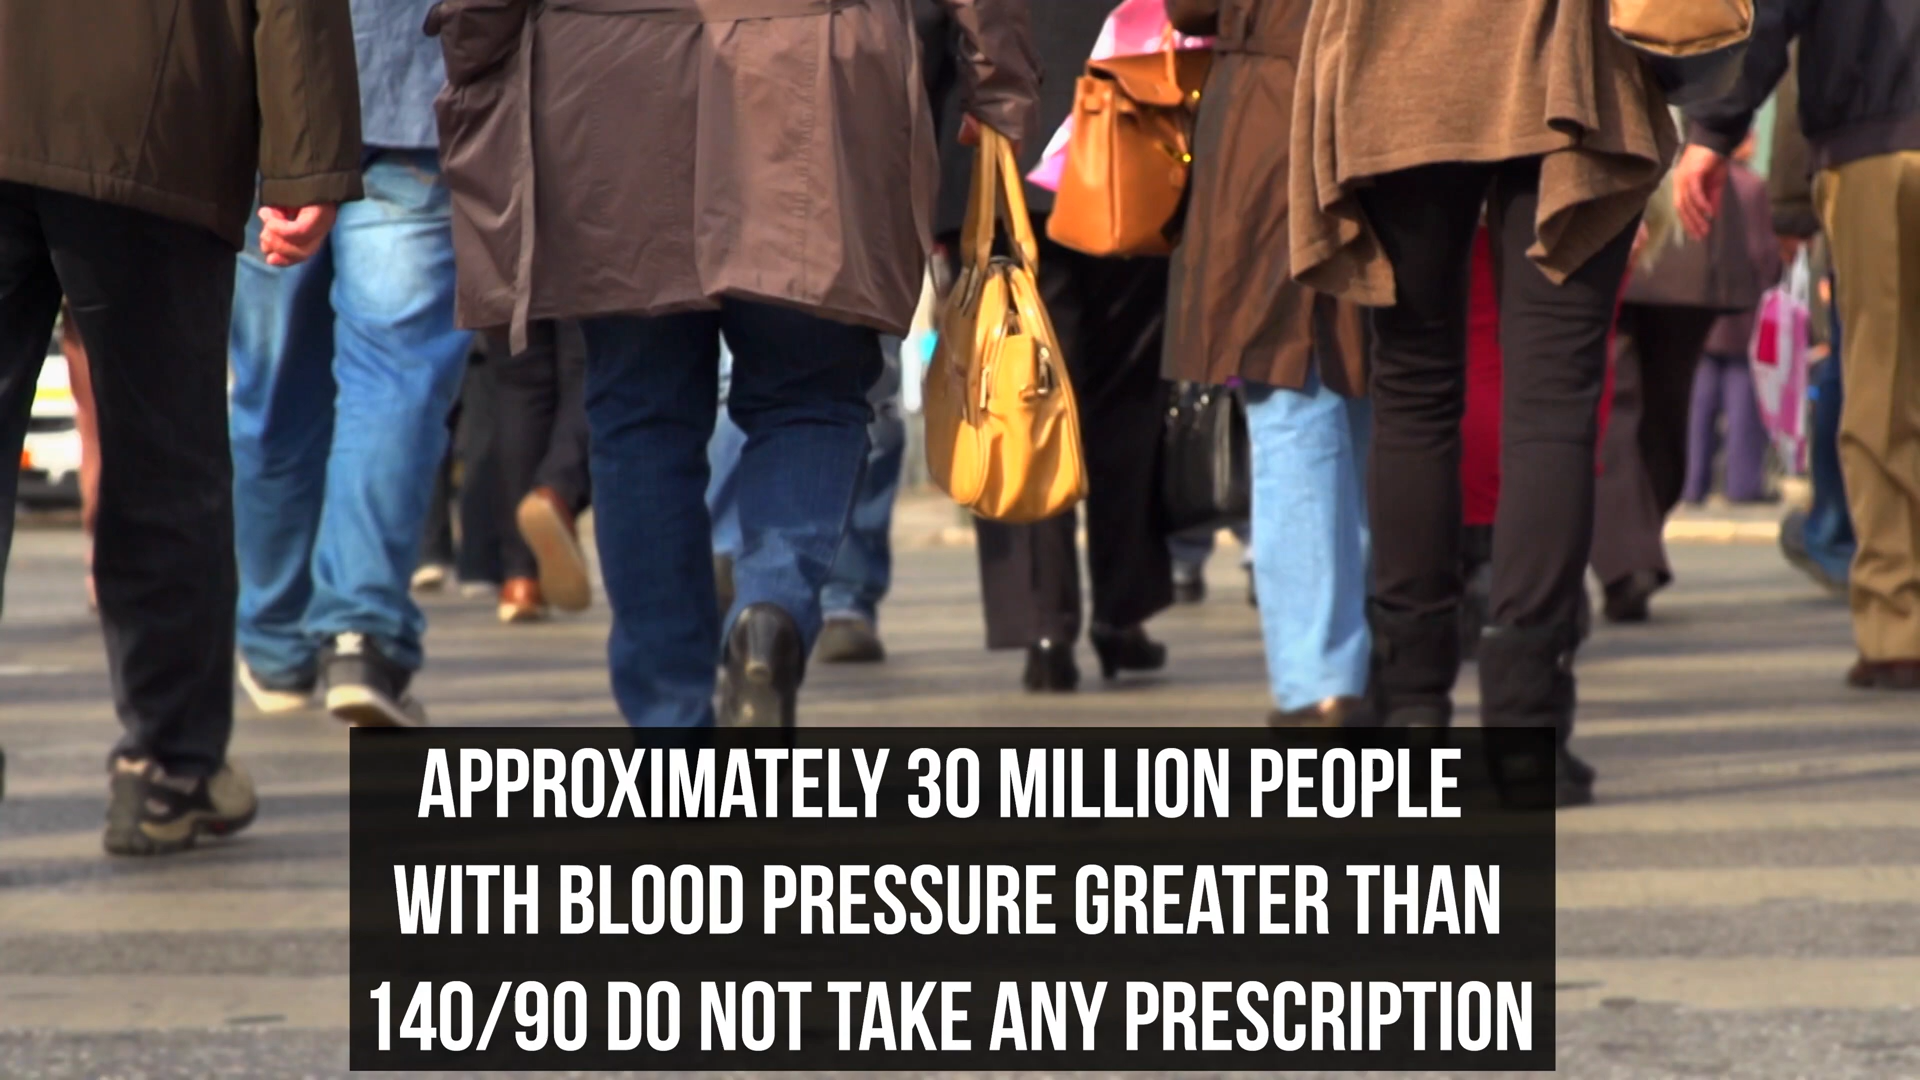 APPROXIMATELY 30 MILLION PEOPLE
WITH BLOOD PRESSURE GREATER THAN
140/90 DO NOT TAKE ANY PRESCRIPTION